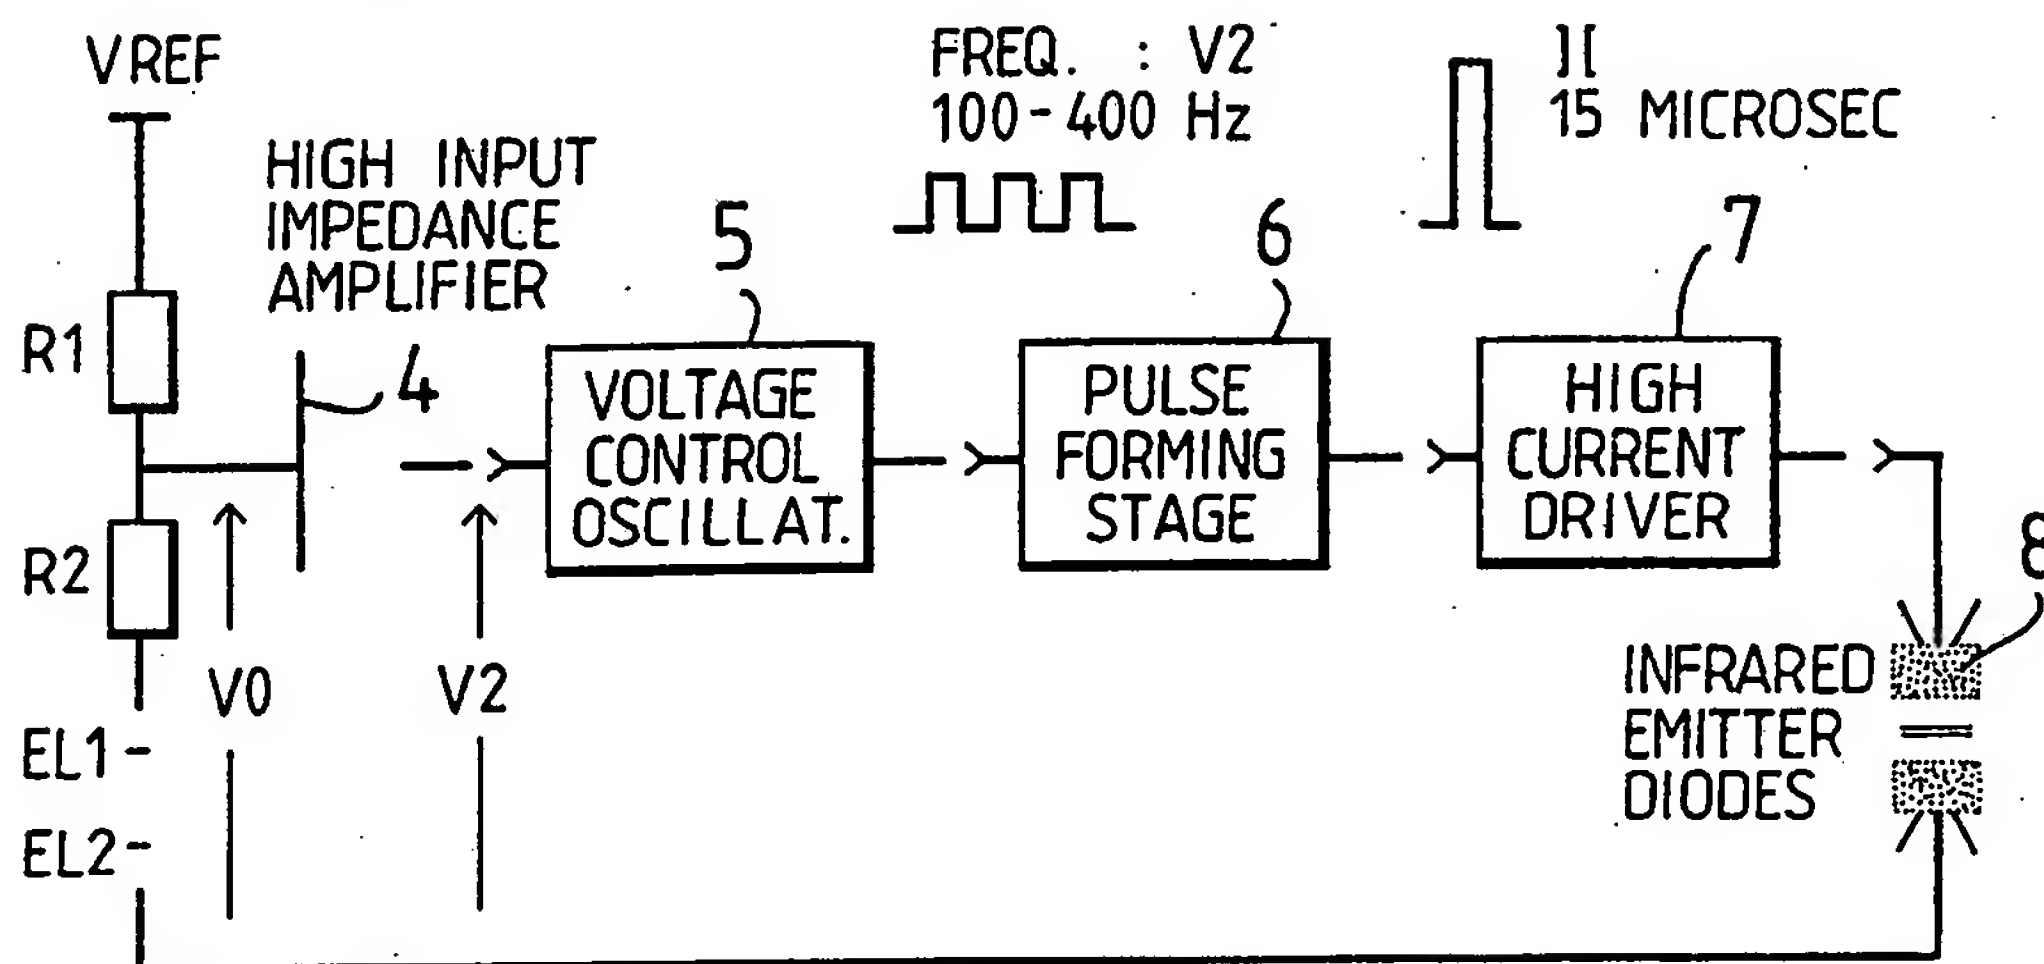 VREF
FREQ. : V2
100-400 Hz
][
15 MICROSEC
HIGH INPUT
IMPEDANCE
AMPLIFIER
5
6
7
R1
4
VOLTAGE
CONTROL
OSCILLAT.
PULSE
FORMING
STAGE
HIGH
CURRENT
DRIVER
R2
8
V0
V2
INFRARED
EMITTER
DIODES
EL1
EL2